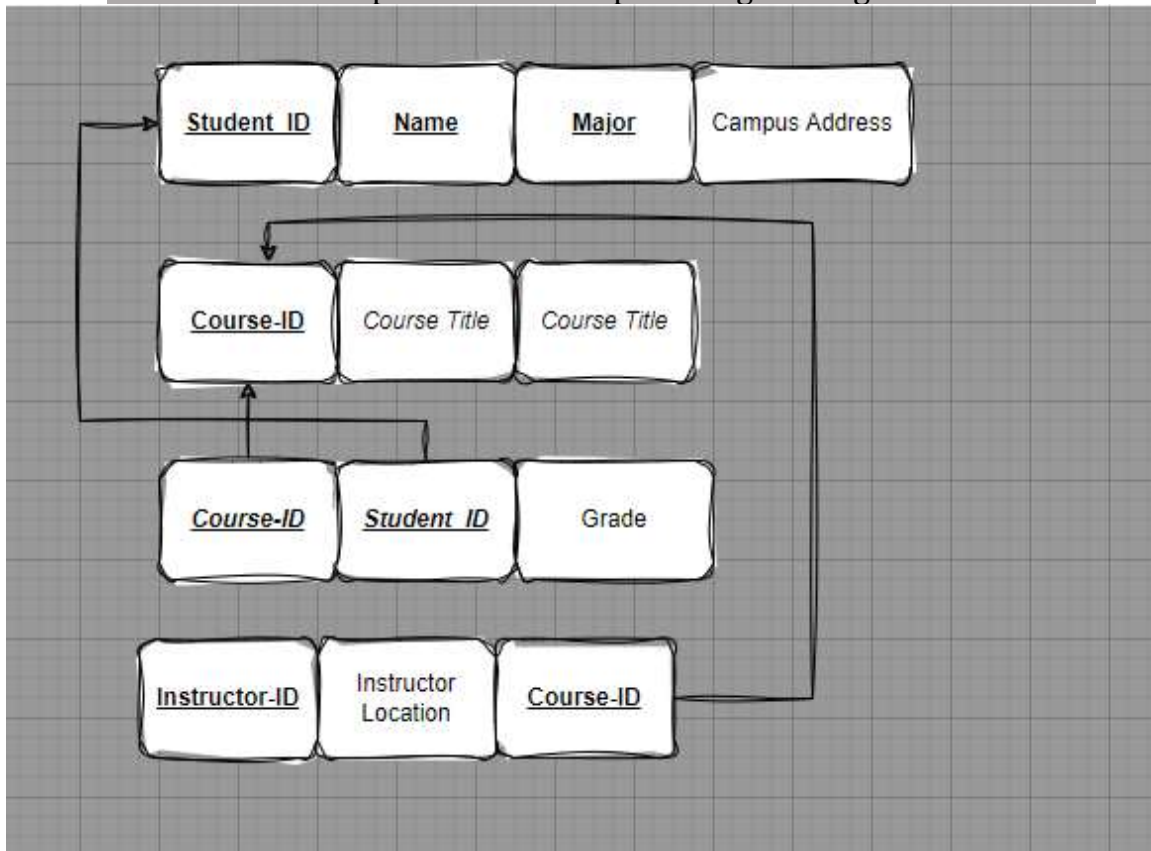 Student_ID
Name
Major
Campus Address
Course-ID
Course Title
Course Title
Course-ID
Student_ID
Grade
Instructor-ID
Instructor
Location
Course-ID